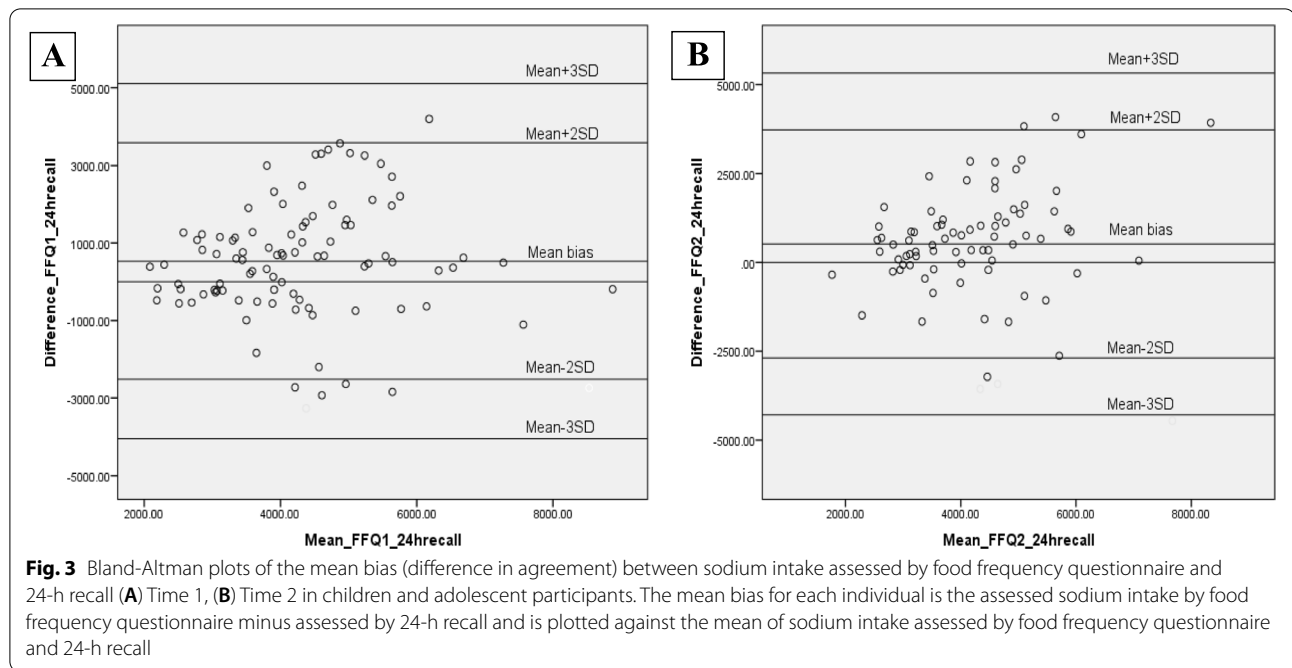 A
Mean+3SD
5000.00
Mean+2SD
3000.00
1000.00
Mean bias
-1000.00
Mean-2SD
-3000.00
Mean-3SD
-5000.00
2000.00 4000.00 6000.00 8000.00
Difference_FFQ1_24hrecall
Mean_FFQ1_24hrecall
B
Mean+3SD
5000.00
Mean+2SD
2500.00
Mean bias
.00
-2500.00
Mean-2SD
Mean-3SD
-5000.00
2000.00 4000.00 6000.00 8000.00
Difference_FFQ2_24hrecall
Mean_FFQ2_24hrecall
Fig. 3 Bland-Altman plots of the mean bias (difference in agreement) between sodium intake assessed by food frequency questionnaire and
24-h recall (A) Time 1, (B) Time 2 in children and adolescent participants. The mean bias for each individual is the assessed sodium intake by food
frequency questionnaire minus assessed by 24-h recall and is plotted against the mean of sodium intake assessed by food frequency questionnaire
and 24-h recall